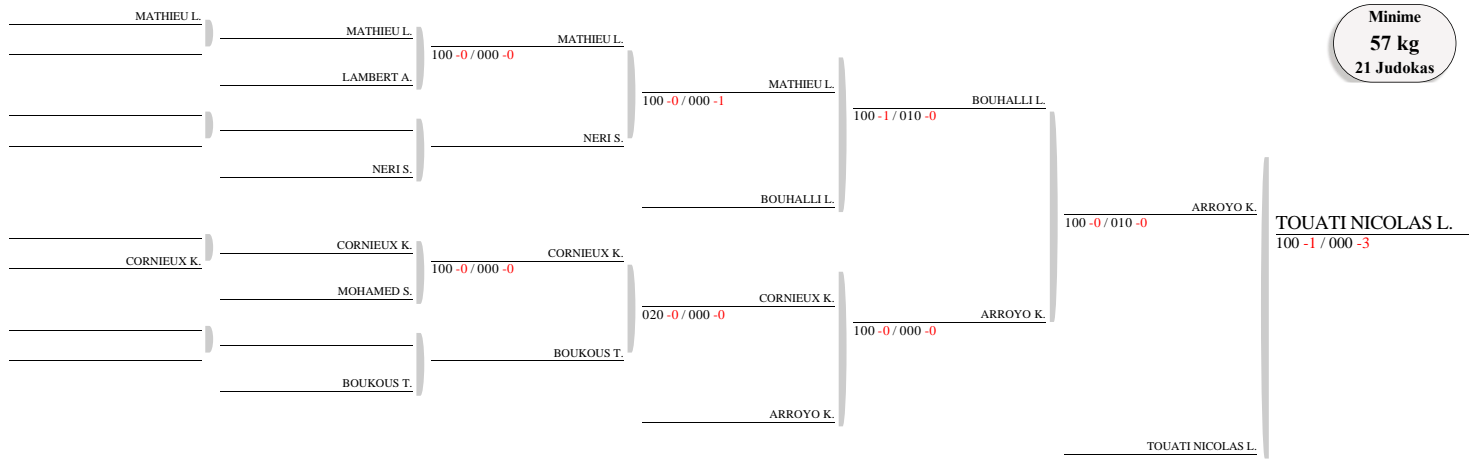 MATHIEU L.
CORNIEUX K.
MATHIEU L.
LAMBERT A.
NERI S.
CORNIEUX K.
MOHAMED S.
BOUKOUS T.
MATHIEU L.
100 -0 / 000 -0
NERI S.
CORNIEUX K.
100 -0 / 000 -0
BOUKOUS T.
MATHIEU L.
100 -0 / 000 -1
BOUHALLI L.
CORNIEUX K.
020 -0 / 000 -0
ARROYO K.
BOUHALLI L.
100 -1 / 010 -0
ARROYO K.
100 -0 / 000 -0
ARROYO K.
100 -0 / 010 -0
TOUATI NICOLAS L.
TOUATI NICOLAS L.
100 -1 / 000 -3
Minime
57 kg
21 Judokas